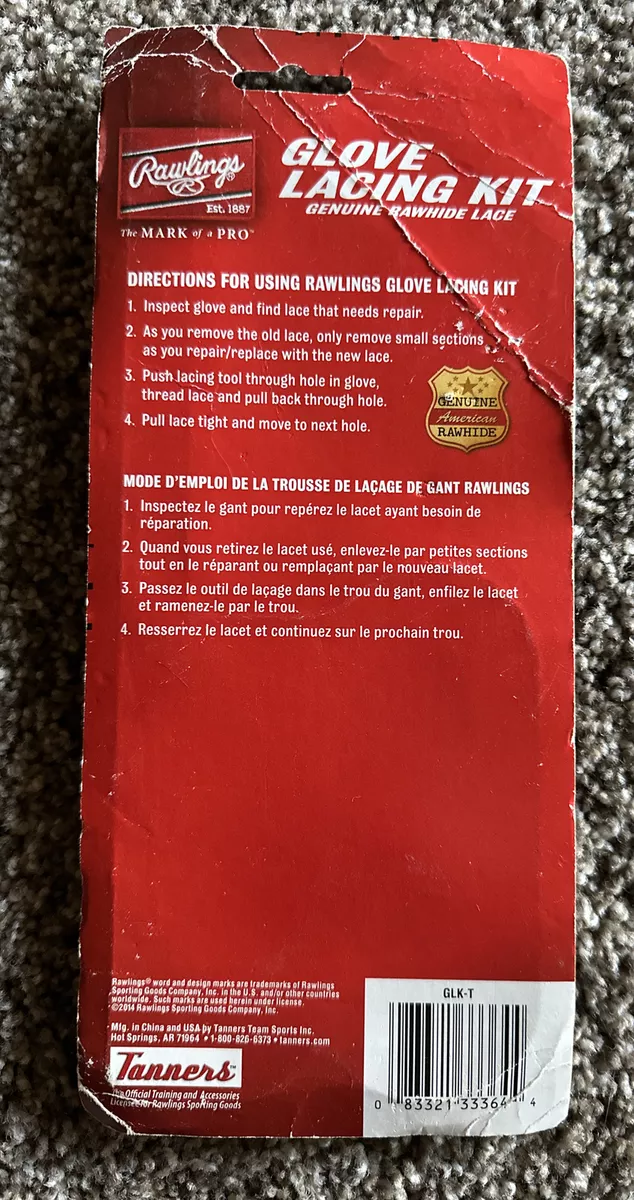 Rawlings®
Est. 1887
The MARK of a PRO™
GLOVE
LACING KIT
GENUINE RAWHIDE LACE
DIRECTIONS FOR USING RAWLINGS GLOVE LACING KIT
1. Inspect glove and find lace that needs repair.
2. As you remove the old lace, only remove small sections
as you repair/replace with the new lace.
3. Push lacing tool through hole in glove,
thread lace and pull back through hole.
4. Pull lace tight and move to next hole.
GENUINE
American
RAWHIDE
MODE D'EMPLOI DE LA TROUSSE DE LAÇAGE DE GANT RAWLINGS
1. Inspectez le gant pour repérez le lacet ayant besoin de
réparation.
2. Quand vous retirez le lacet usé, enlevez-le par petites sections
tout en le réparant ou remplaçant par le nouveau lacet.
3. Passez le outil de laçage dans le trou du gant, enfilez le lacet
et ramenez-le par le trou.
4. Resserrez le lacet et continuez sur le prochain trou.
Rawlings® word and design marks are trademarks of Rawlings
Sporting Goods Company, Inc. in the U.S. and/or other countries
worldwide. Such marks are used herein under license.
©2014 Rawlings Sporting Goods Company, Inc.
Mfg. in China and USA by Tanners Team Sports Inc.
Hot Springs, AR 71964 • 1-800-826-6373 • tanners.com
Tanners™
The Official Training and Accessories
Licensee for Rawlings Sporting Goods
GLK-T
0 83321 33364 4